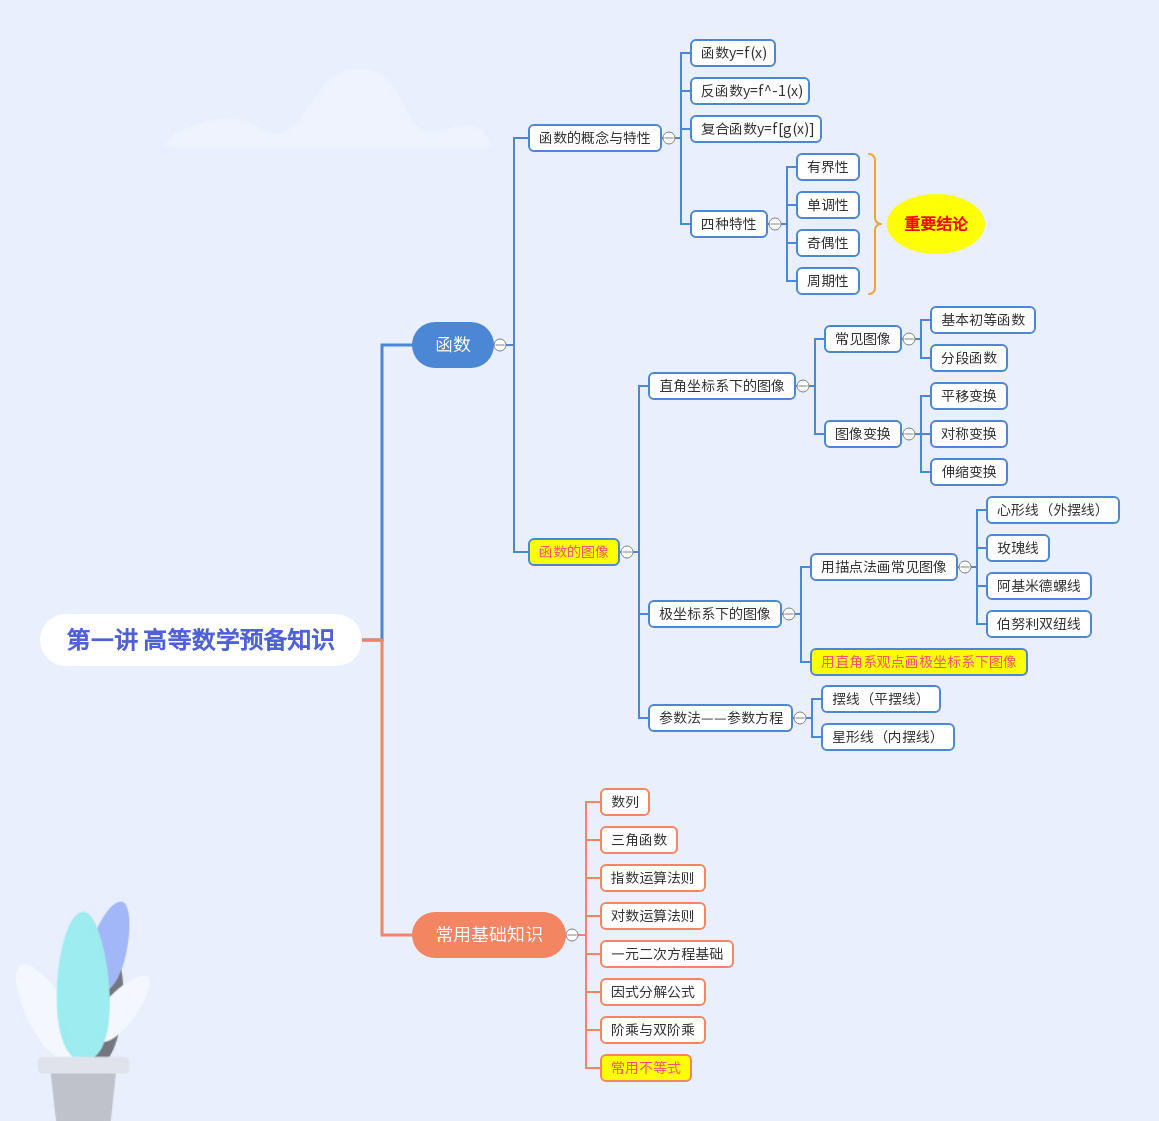 第一讲 高等数学预备知识
函数
函数的概念与特性
函数y=f(x)
反函数y=f^-1(x)
复合函数y=f[g(x)]
四种特性
有界性
单调性
奇偶性
周期性
重要结论
函数的图像
直角坐标系下的图像
常见图像
基本初等函数
分段函数
图像变换
平移变换
对称变换
伸缩变换
极坐标系下的图像
用描点法画常见图像
心形线（外摆线）
玫瑰线
阿基米德螺线
伯努利双纽线
用直角系观点画极坐标系下图像
参数法——参数方程
摆线（平摆线）
星形线（内摆线）
常用基础知识
数列
三角函数
指数运算法则
对数运算法则
一元二次方程基础
因式分解公式
阶乘与双阶乘
常用不等式